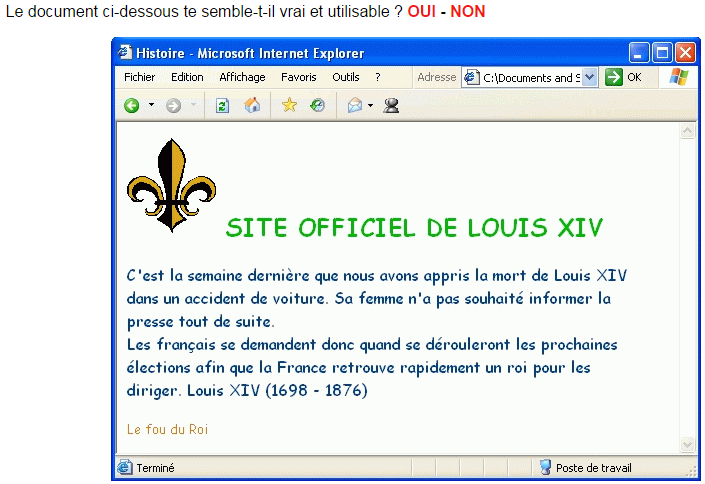 Le document ci-dessous te semble-t-il vrai et utilisable ? OUI - NON
Histoire - Microsoft Internet Explorer
Fichier Edition Affichage Favoris Outils ? Adresse C:\Documents and S OK
SITE OFFICIEL DE LOUIS XIV
C'est la semaine dernière que nous avons appris la mort de Louis XIV
dans un accident de voiture. Sa femme n'a pas souhaité informer la
presse tout de suite.
Les français se demandent donc quand se dérouleront les prochaines
élections afin que la France retrouve rapidement un roi pour les
diriger. Louis XIV (1698 - 1876)
Le fou du Roi
Terminé Poste de travail